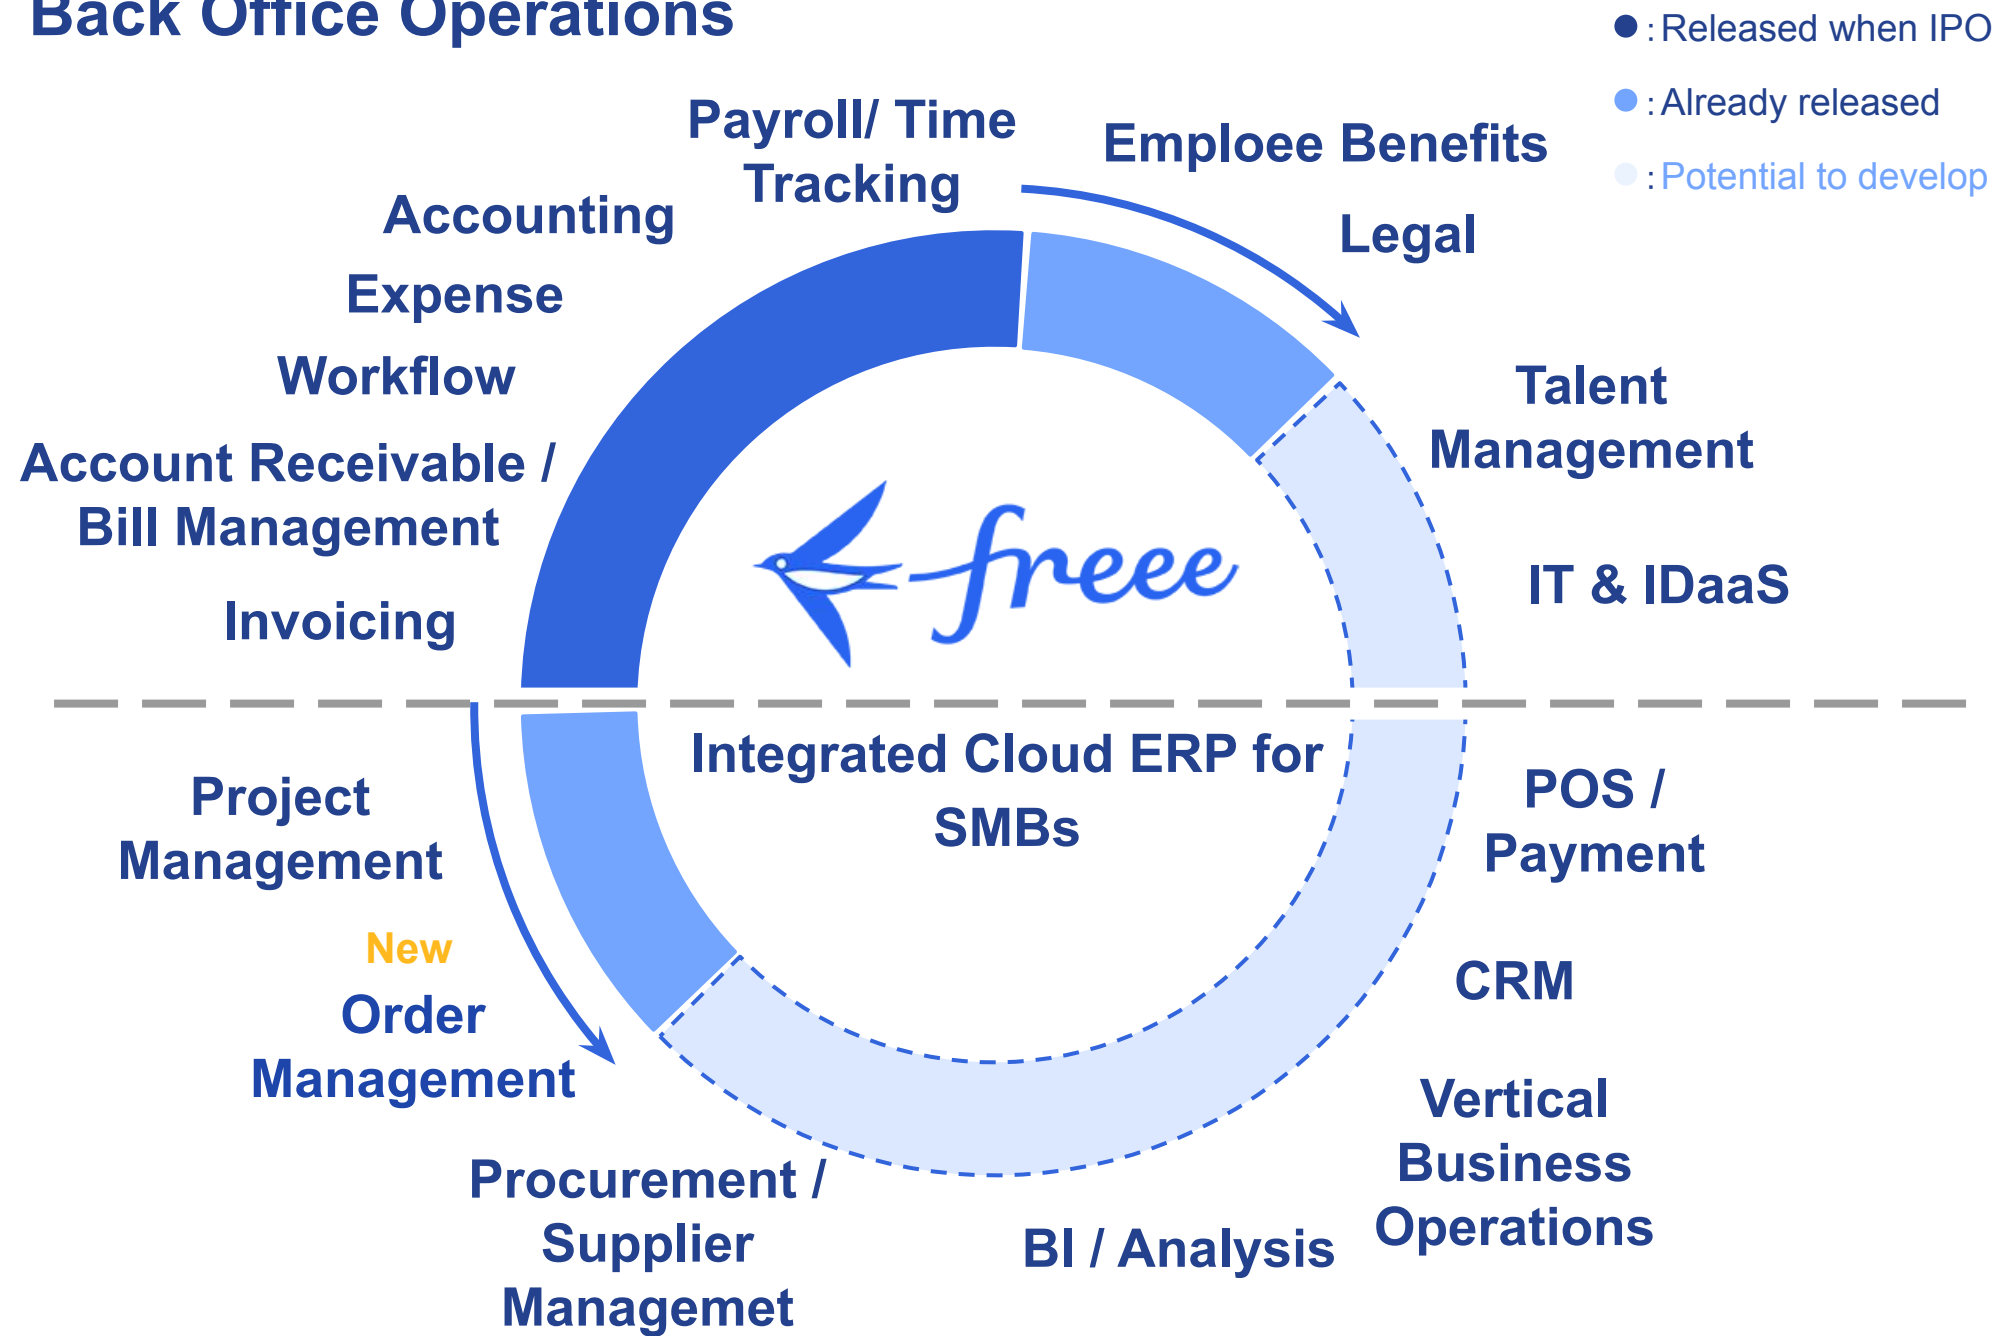 Back Office Operations
: Released when IPO
: Already released
: Potential to develop
Payroll/ Time
Tracking
Emploee Benefits
Legal
Accounting
Expense
Workflow
Account Receivable /
Bill Management
Invoicing
Talent
Management
IT & IDaaS
freee
Integrated Cloud ERP for
SMBs
Project
Management
New
Order
Management
Procurement /
Supplier
Managemet
BI / Analysis
POS /
Payment
CRM
Vertical
Business
Operations